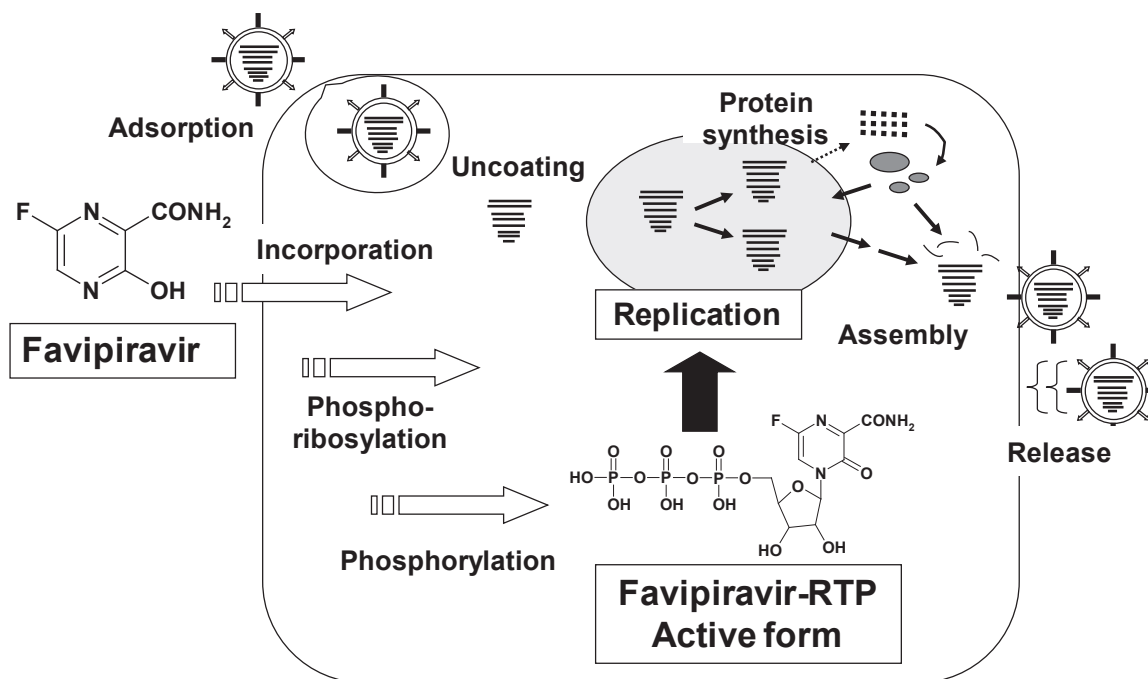 Adsorption
Protein
synthesis
Uncoating
F
N
CONH2
N
OH
Incorporation
Favipiravir
Replication
Assembly
Phospho-
ribosylation
Release
F
N
CONH2
N
O
O
O
O
HO
P
O
P
O
P
O
O
OH
OH
OH
HO
OH
Phosphorylation
Favipiravir-RTP
Active form